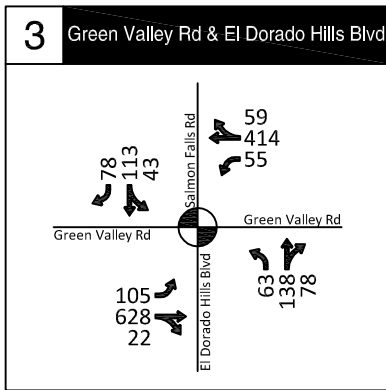 3 Green Valley Rd & El Dorado Hills Blvd
Salmon Falls Rd
59
414
55
78
113
43
Green Valley Rd
Green Valley Rd
105
628
22
El Dorado Hills Blvd
63
138
78